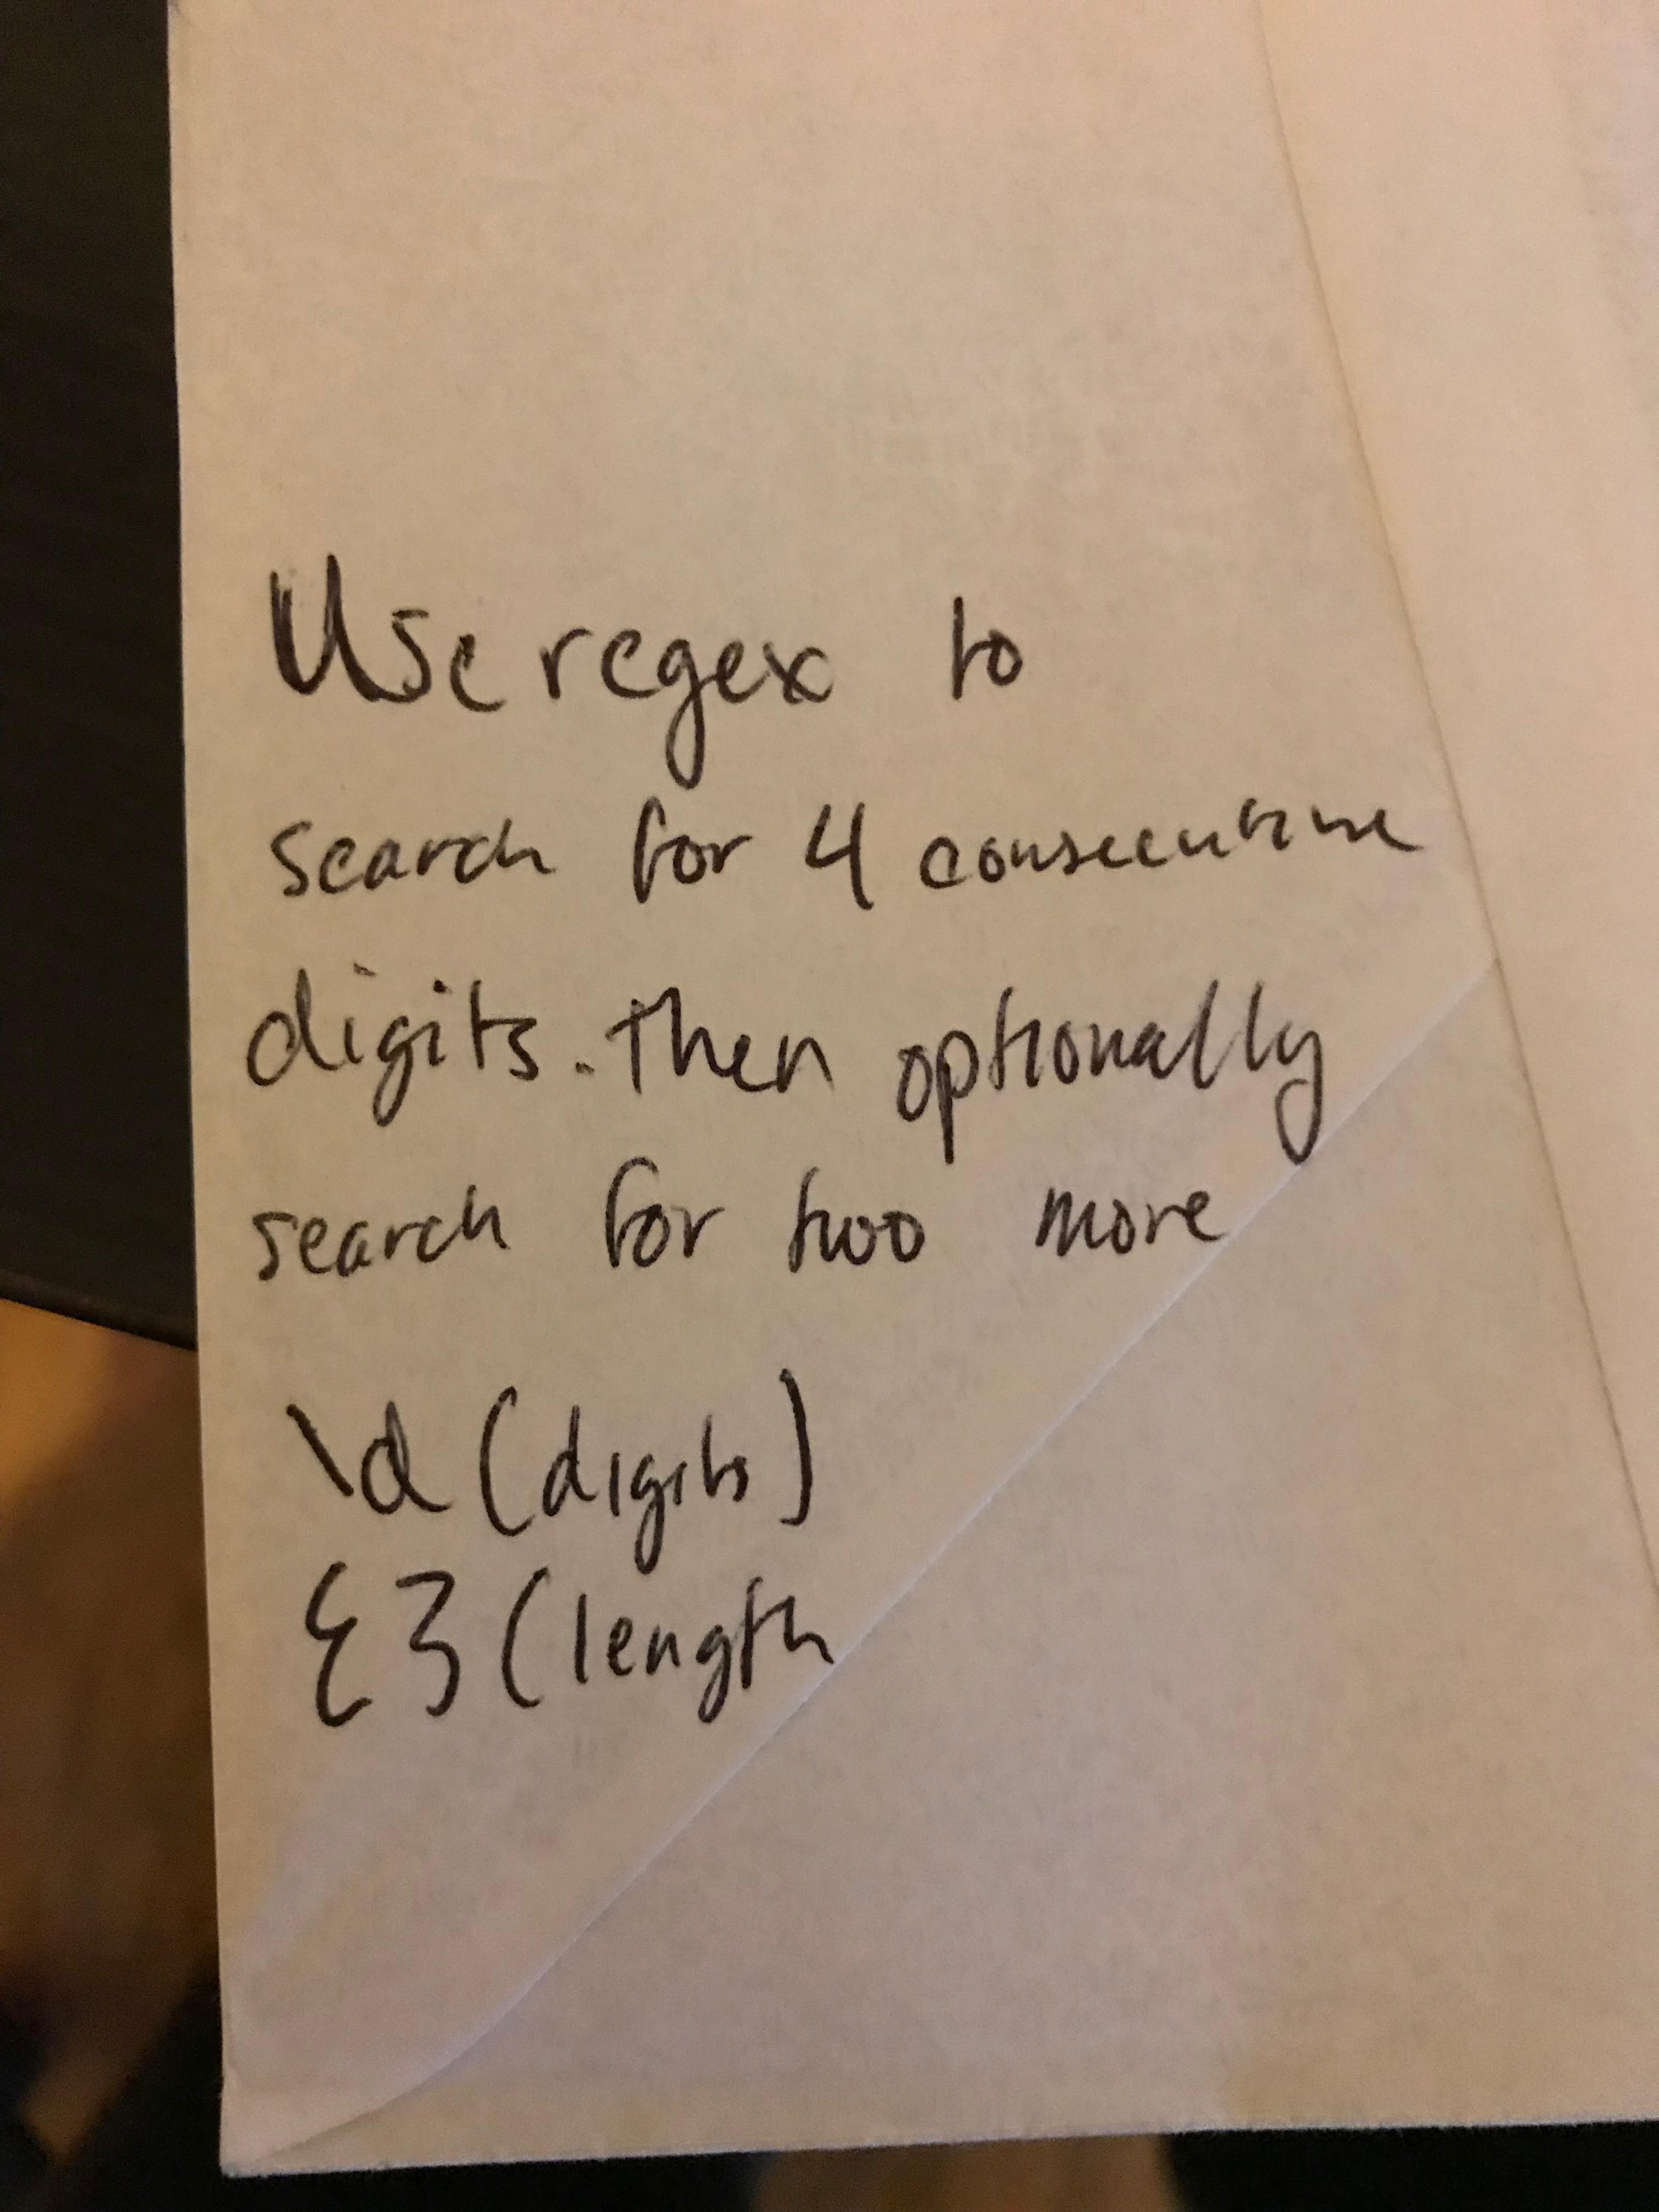 Use regex to
search for 4 consecutive
digits. then optionally
search for two more
\d (digits)
{} (length